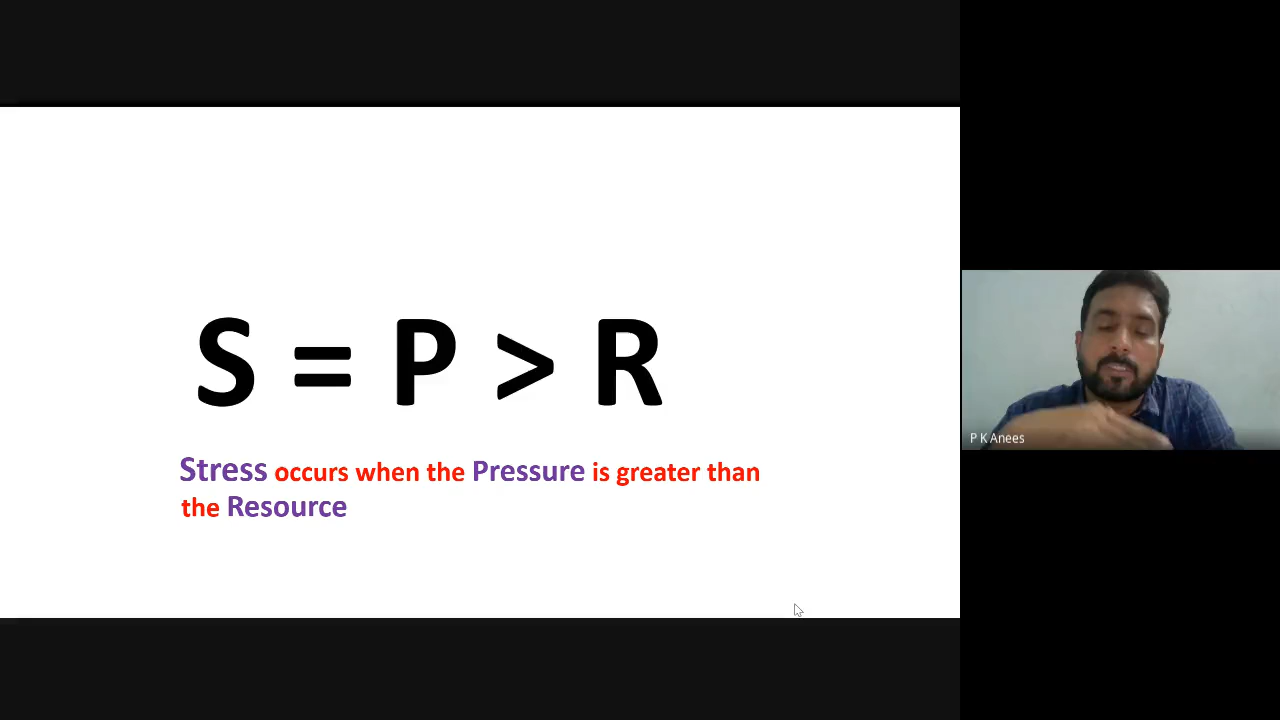 S = P > R
Stress occurs when the Pressure is greater than
the Resource
P K Anees